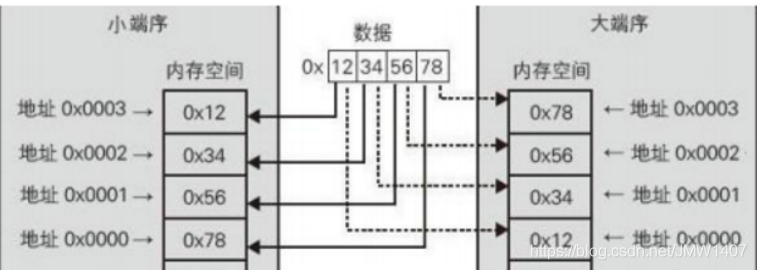 小端序
数据
大端序
内存空间
0x 12 34 56 78
内存空间
地址 0x0003 → 0x12
0x78 ← 地址 0x0003
地址 0x0002 → 0x34
0x56 ← 地址 0x0002
地址 0x0001 → 0x56
0x34 ← 地址 0x0001
地址 0x0000 → 0x78
0x12 ← 地址 0x0000
https://blog.csdn.net/JMW1407